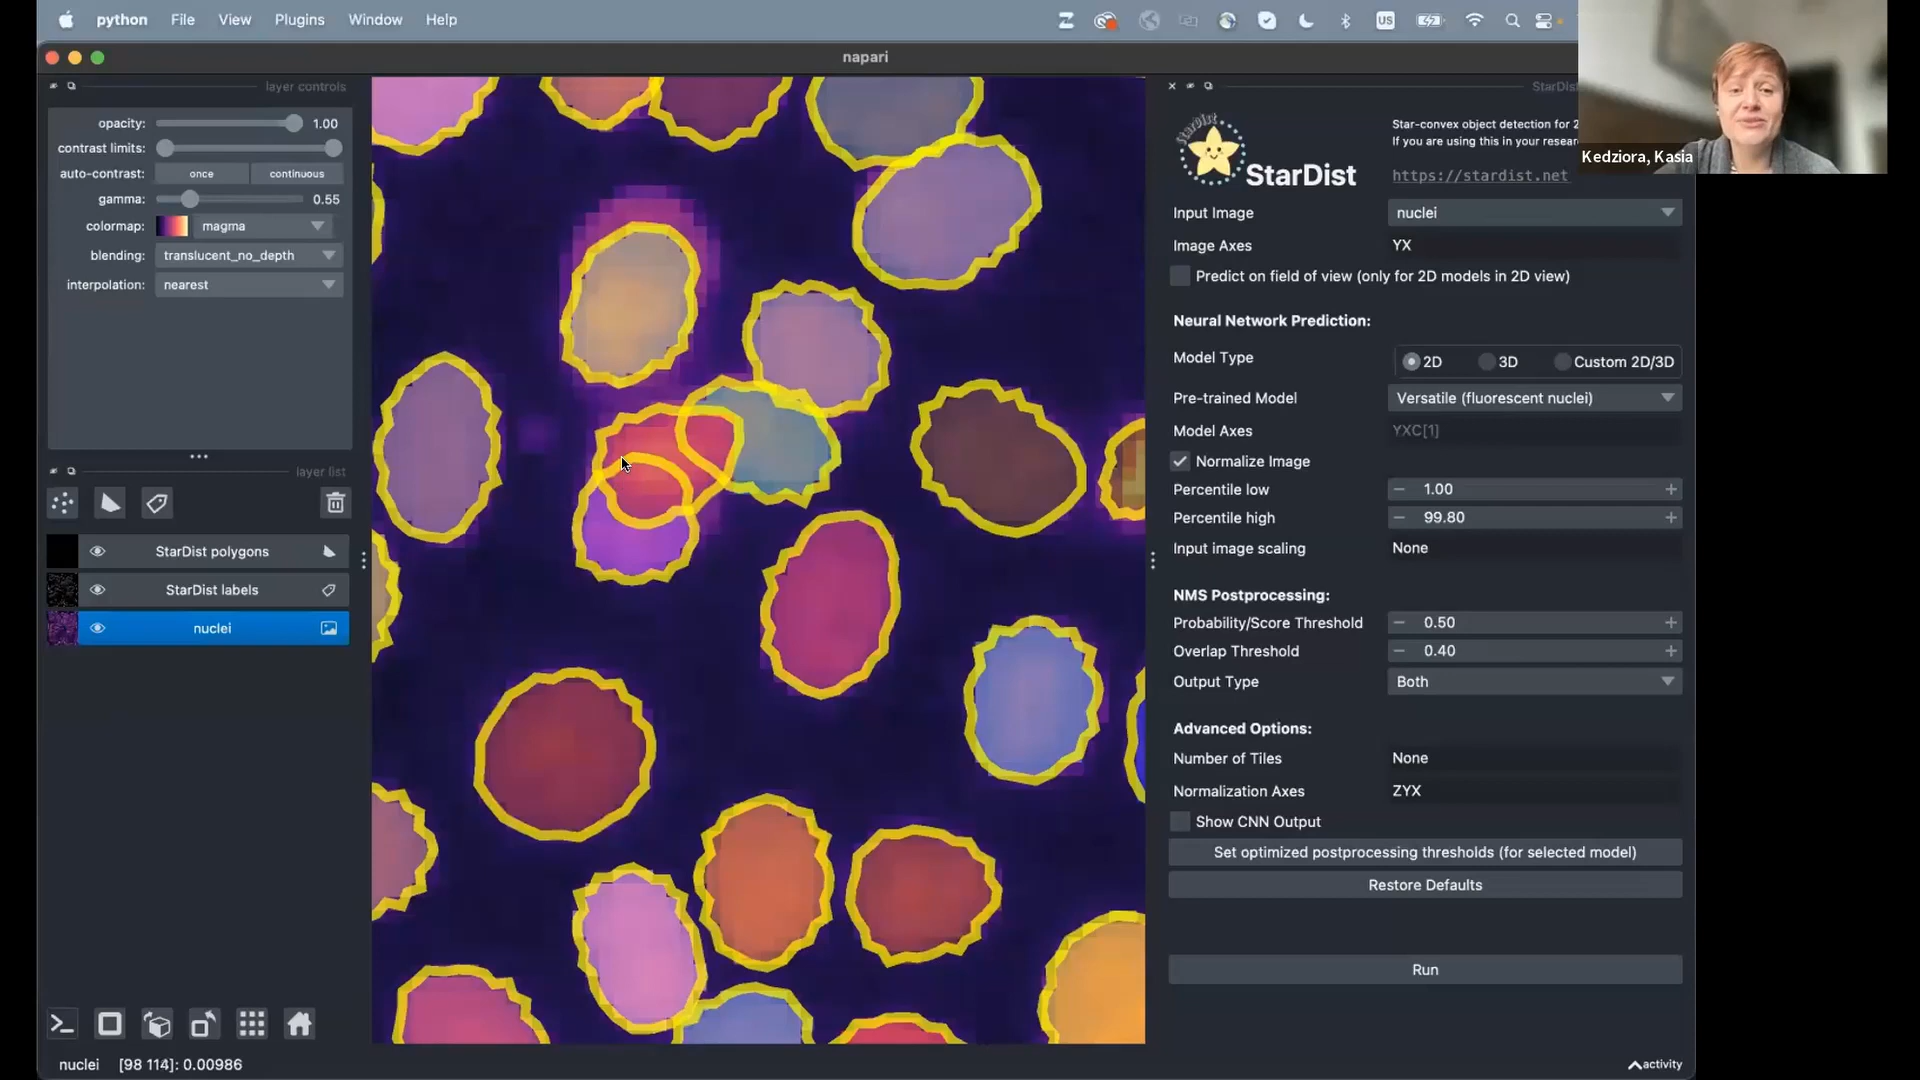 python File View Plugins Window Help
US
napari
layer controls
StarDis
opacity: 1.00
contrast limits:
auto-contrast: once continuous
gamma: 0.55
colormap: magma
blending: translucent_no_depth
interpolation: nearest
layer list
StarDist polygons
StarDist labels
nuclei
StarDist
StarDist
Star-convex object detection for 2
If you are using this in your resear
https://stardist.net
Kedziora, Kasia
Input Image nuclei
Image Axes YX
Predict on field of view (only for 2D models in 2D view)
Neural Network Prediction:
Model Type 2D 3D Custom 2D/3D
Pre-trained Model Versatile (fluorescent nuclei)
Model Axes YXC[1]
Normalize Image
Percentile low 1.00
Percentile high 99.80
Input image scaling None
NMS Postprocessing:
Probability/Score Threshold 0.50
Overlap Threshold 0.40
Output Type Both
Advanced Options:
Number of Tiles None
Normalization Axes ZYX
Show CNN Output
Set optimized postprocessing thresholds (for selected model)
Restore Defaults
Run
nuclei [98 114]: 0.00986
activity